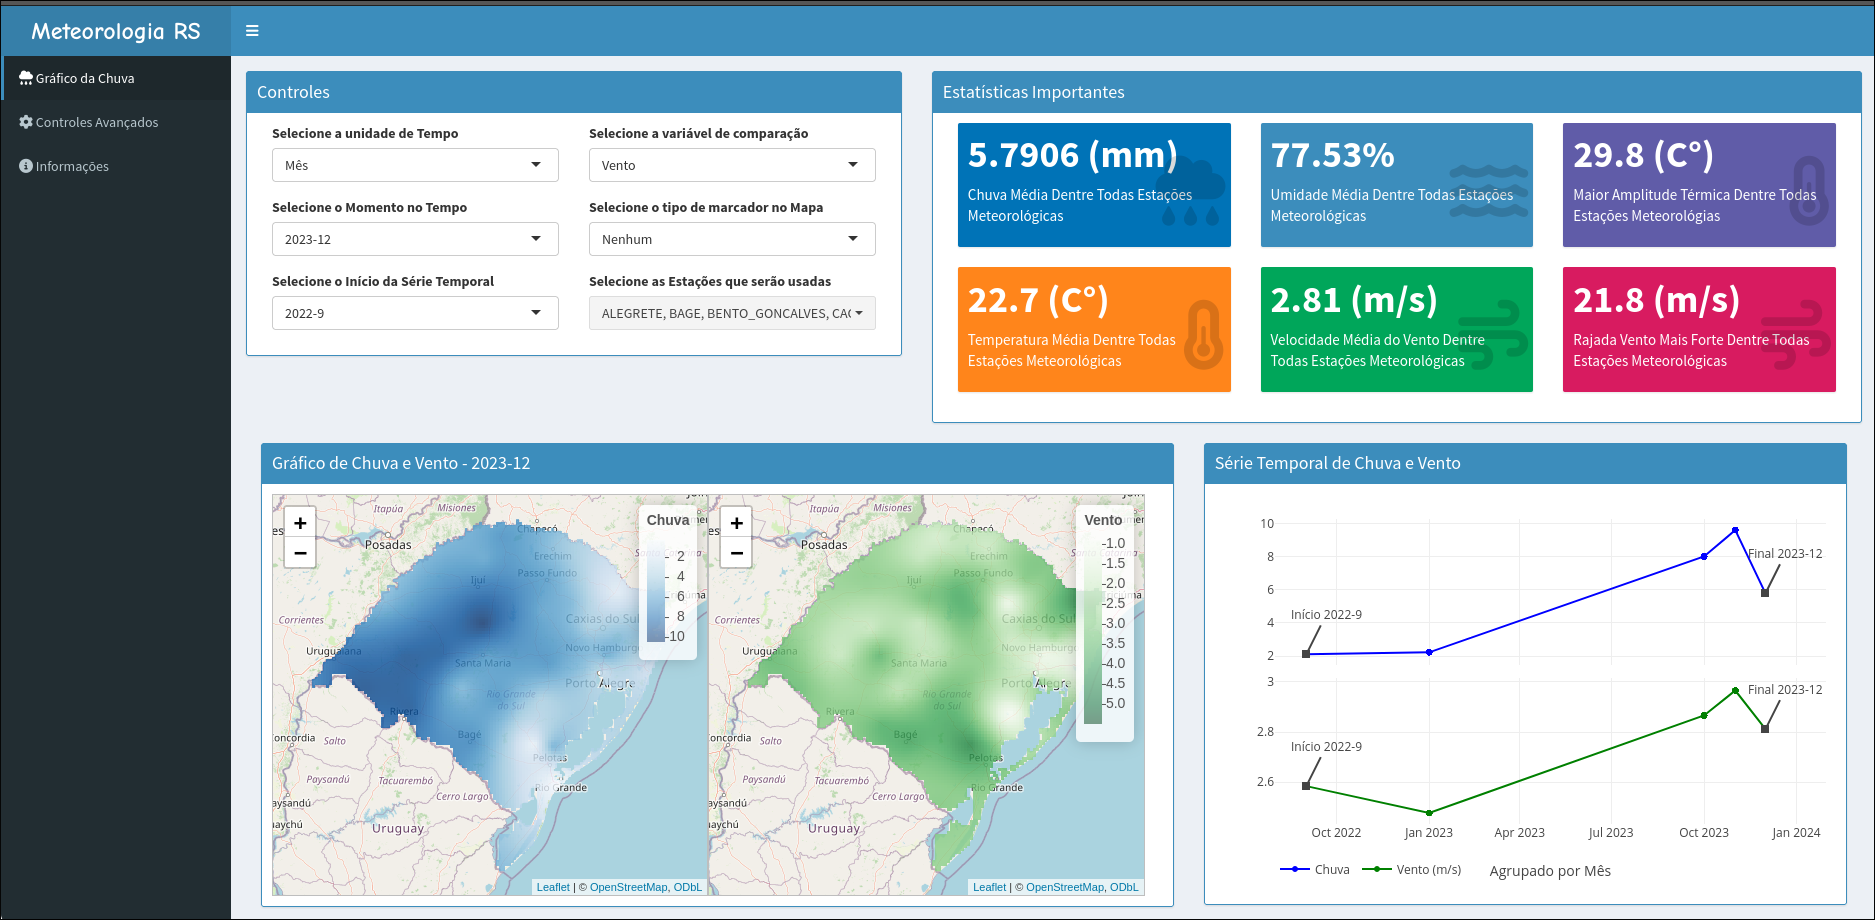 Meteorologia RS
Gráfico da Chuva
Controles Avançados
Informações
Controles
Selecione a unidade de Tempo
Mês
Selecione a variável de comparação
Vento
Selecione o Momento no Tempo
2023-12
Selecione o tipo de marcador no Mapa
Nenhum
Selecione o Início da Série Temporal
2022-9
Selecione as Estações que serão usadas
ALEGRETE, BAGE, BENTO_GONCALVES,
Estatísticas Importantes
5.7906 (mm)
Chuva Média Dentre Todas Estações
Meteorológicas
77.53%
Umidade Média Dentre Todas Estações
Meteorológicas
29.8 (C°)
Maior Amplitude Térmica Dentre Todas
Estações Meteorológias
22.7 (C°)
Temperatura Média Dentre Todas
Estações Meteorológicas
2.81 (m/s)
Velocidade Média do Vento Dentre
Todas Estações Meteorológicas
21.8 (m/s)
Rajada Vento Mais Forte Dentre Todas
Estações Meteorológicas
Gráfico de Chuva e Vento - 2023-12
+
−
Itapúa
Misiones
Chapecó
Posadas
Erechim
Ijuí
Passo Fundo
Corrientes
Caxias do Sul
Uruguaiana
Santa Maria
Novo Hamburgo
Porto Alegre
Rio Grande
do Sul
Rivera
Concordia
Salto
Bagé
Pelotas
Paysandú
Tacuarembó
Rio Grande
Cerro Largo
Uruguay
Chuva
2
4
6
8
10
Leaflet | © OpenStreetMap, ODbL
+
−
Itapúa
Misiones
Chapecó
Posadas
Erechim
Ijuí
Passo Fundo
Corrientes
Caxias do Sul
Uruguaiana
Santa Maria
Novo Hamburgo
Porto Alegre
Rio Grande
do Sul
Rivera
Concordia
Salto
Bagé
Pelotas
Paysandú
Tacuarembó
Rio Grande
Cerro Largo
Uruguay
Vento
1.0
1.5
2.0
2.5
3.0
3.5
4.0
4.5
5.0
Leaflet | © OpenStreetMap, ODbL
Série Temporal de Chuva e Vento
10
8
6
4
2
Início 2022-9
Final 2023-12
3
2.8
2.6
Início 2022-9
Final 2023-12
Oct 2022
Jan 2023
Apr 2023
Jul 2023
Oct 2023
Jan 2024
Chuva
Vento (m/s)
Agrupado por Mês